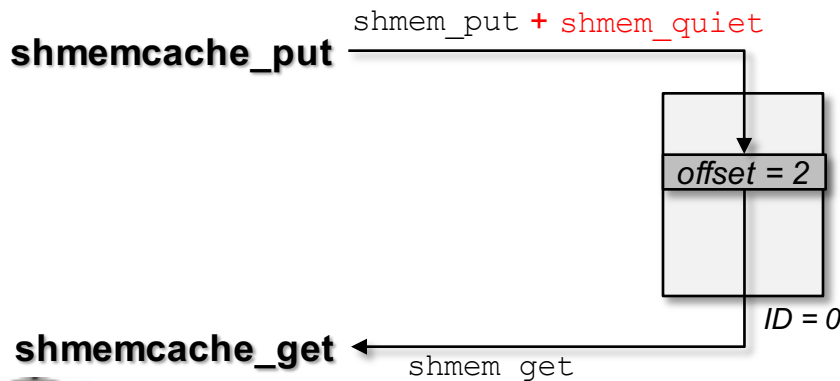 shmem_put + shmem_quiet
shmemcache_put
offset = 2
ID = 0
shmemcache_get
shmem_get